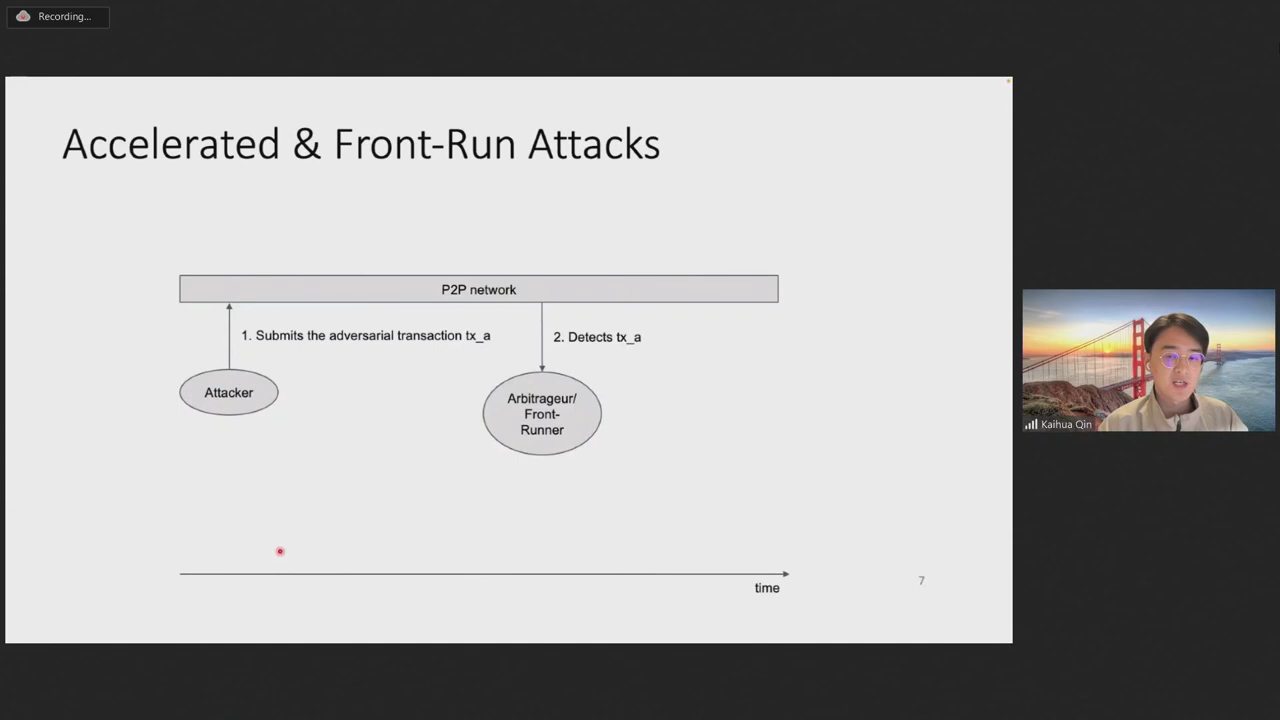 Recording...
Accelerated & Front-Run Attacks
P2P network
1. Submits the adversarial transaction tx_a
2. Detects tx_a
Attacker
Arbitrageur/
Front-
Runner
time
7
Kaihua Qin